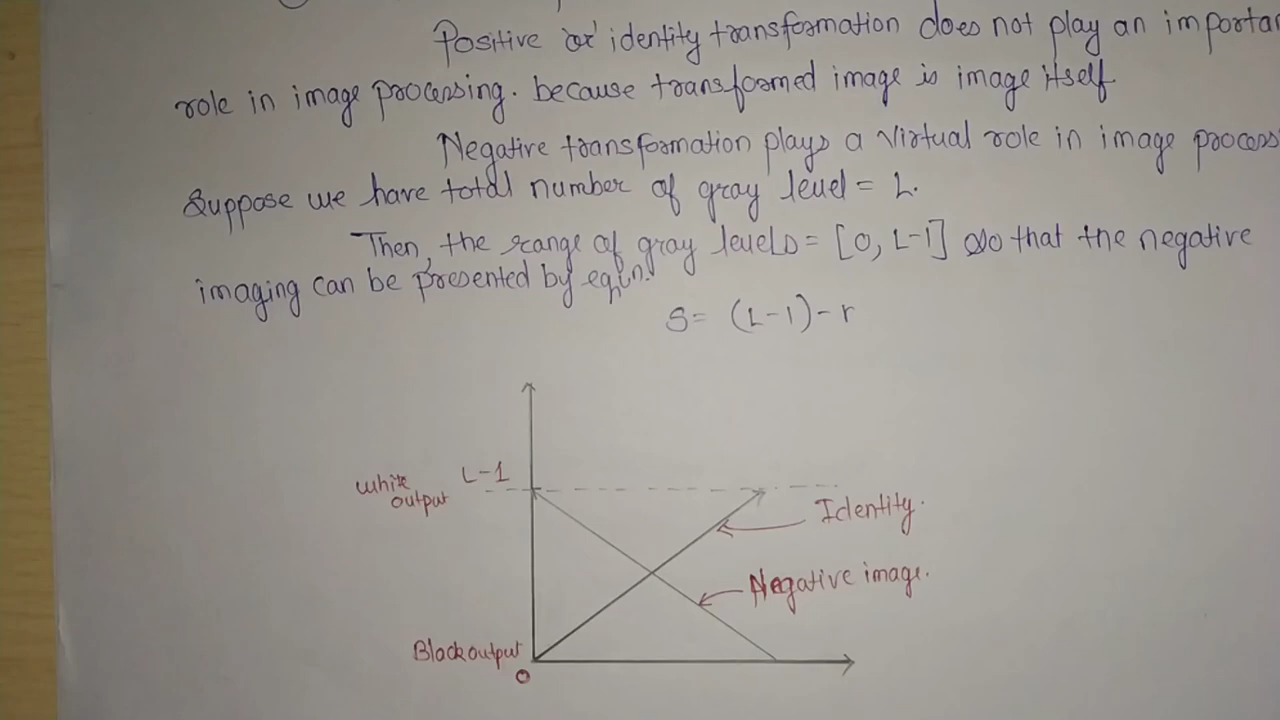 Positive or identity transformation does not play an importan
role in image processing. because transformed image is image itself
Negative transformation plays a virtual role in image process
Suppose we have total number of gray level = L.
Then, the range of gray levels = [0, L-1] so that the negative
imaging can be presented by eqn.
S = (L-1)-r
L-1
white
output
Identity.
Negative image.
Black output
0